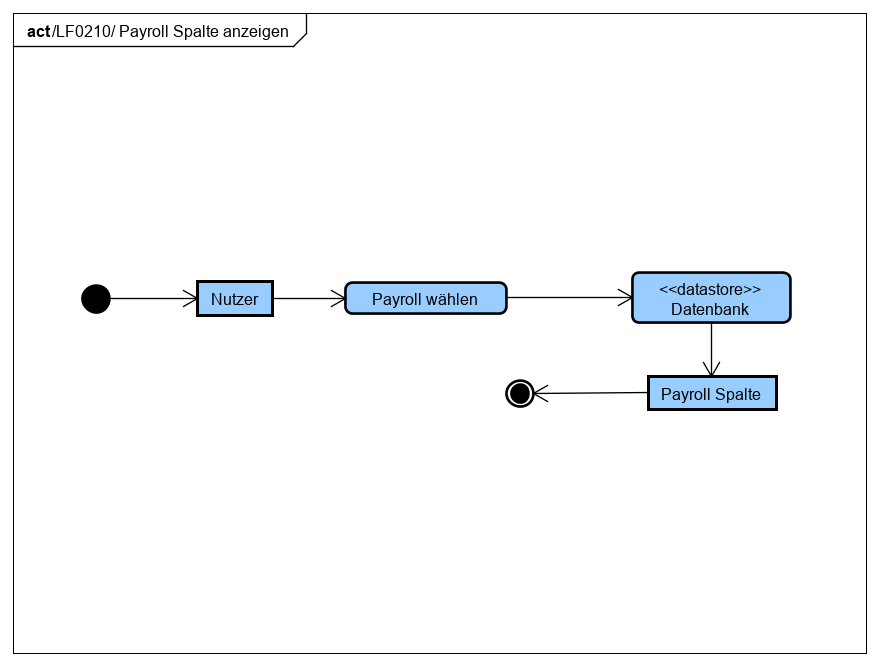 act /LF0210/ Payroll Spalte anzeigen
Nutzer
Payroll wählen
<<datastore>>
Datenbank
Payroll Spalte